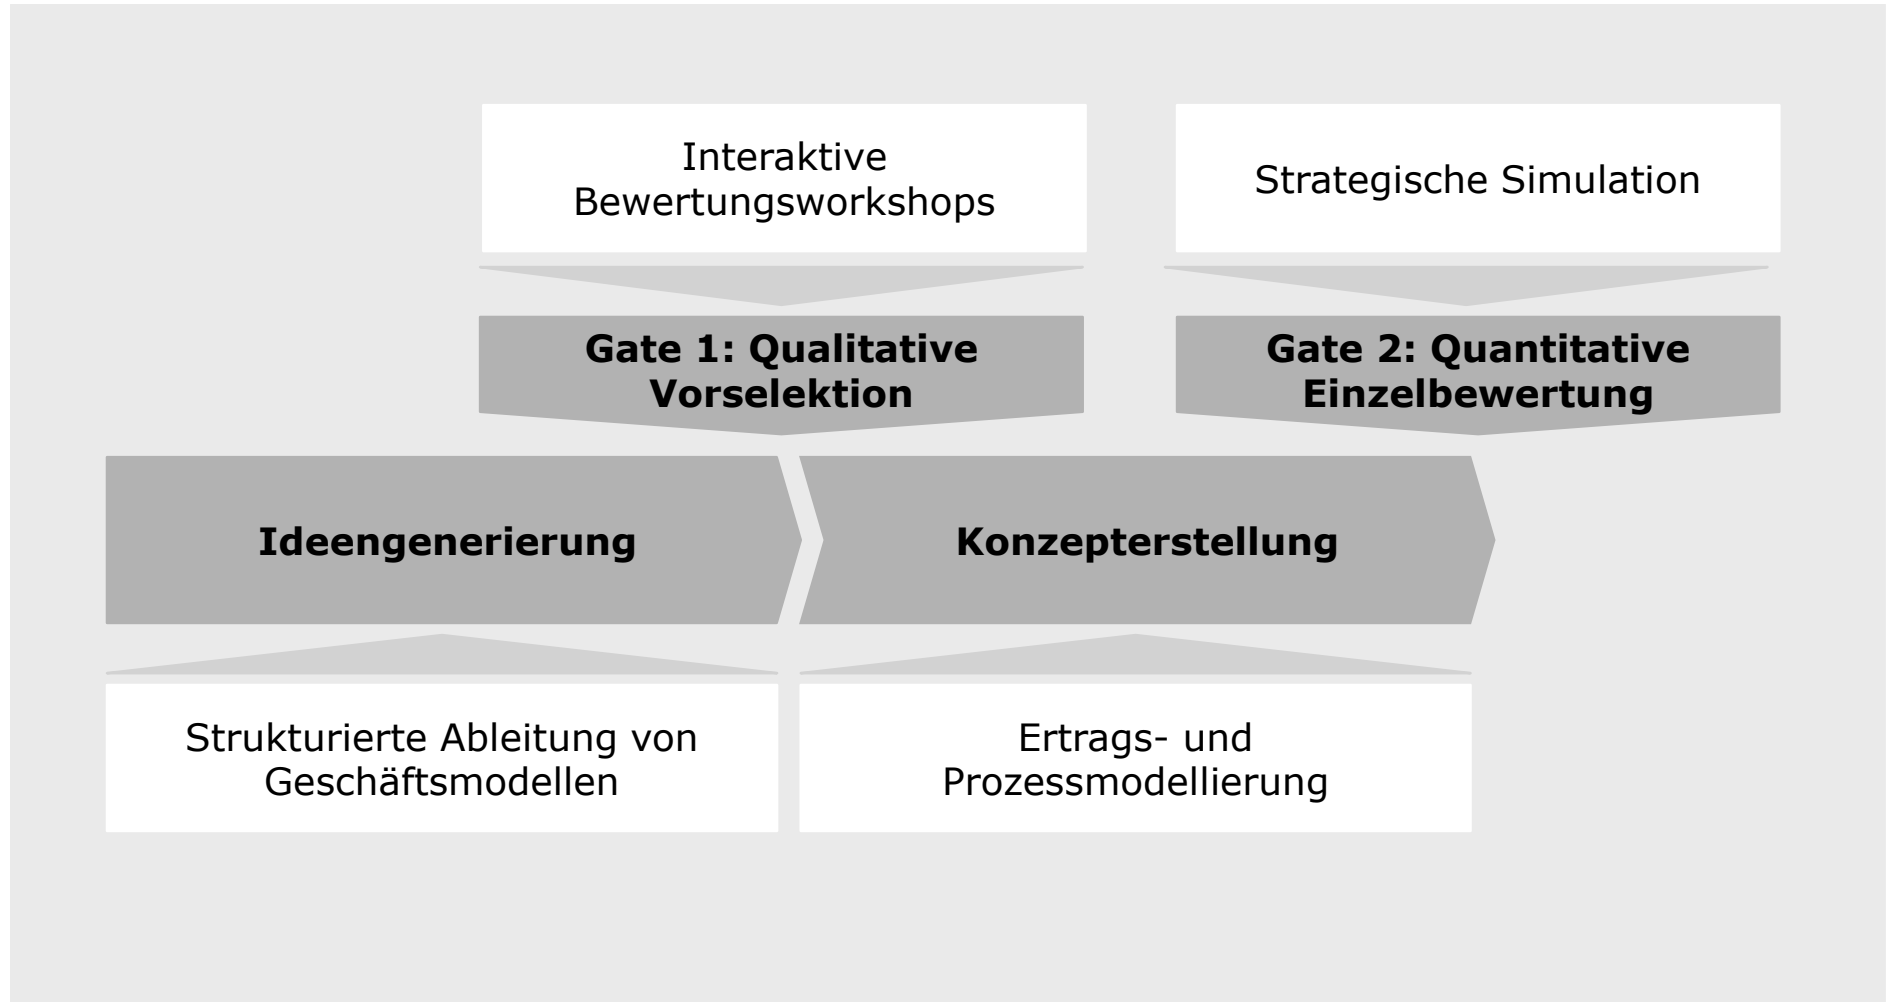 Interaktive
Bewertungsworkshops
Strategische Simulation
Gate 1: Qualitative
Vorselektion
Gate 2: Quantitative
Einzelbewertung
Ideengenerierung
Konzepterstellung
Strukturierte Ableitung von
Geschäftsmodellen
Ertrags- und
Prozessmodellierung